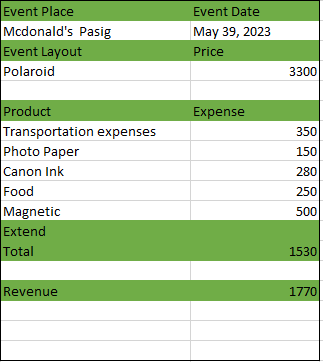 Event Place Event Date
Mcdonald's  Pasig May 39, 2023
Event Layout Price
Polaroid 3300
Product Expense
Transportation expenses 350
Photo Paper 150
Canon Ink 280
Food 250
Magnetic 500
Extend
Total 1530
Revenue 1770